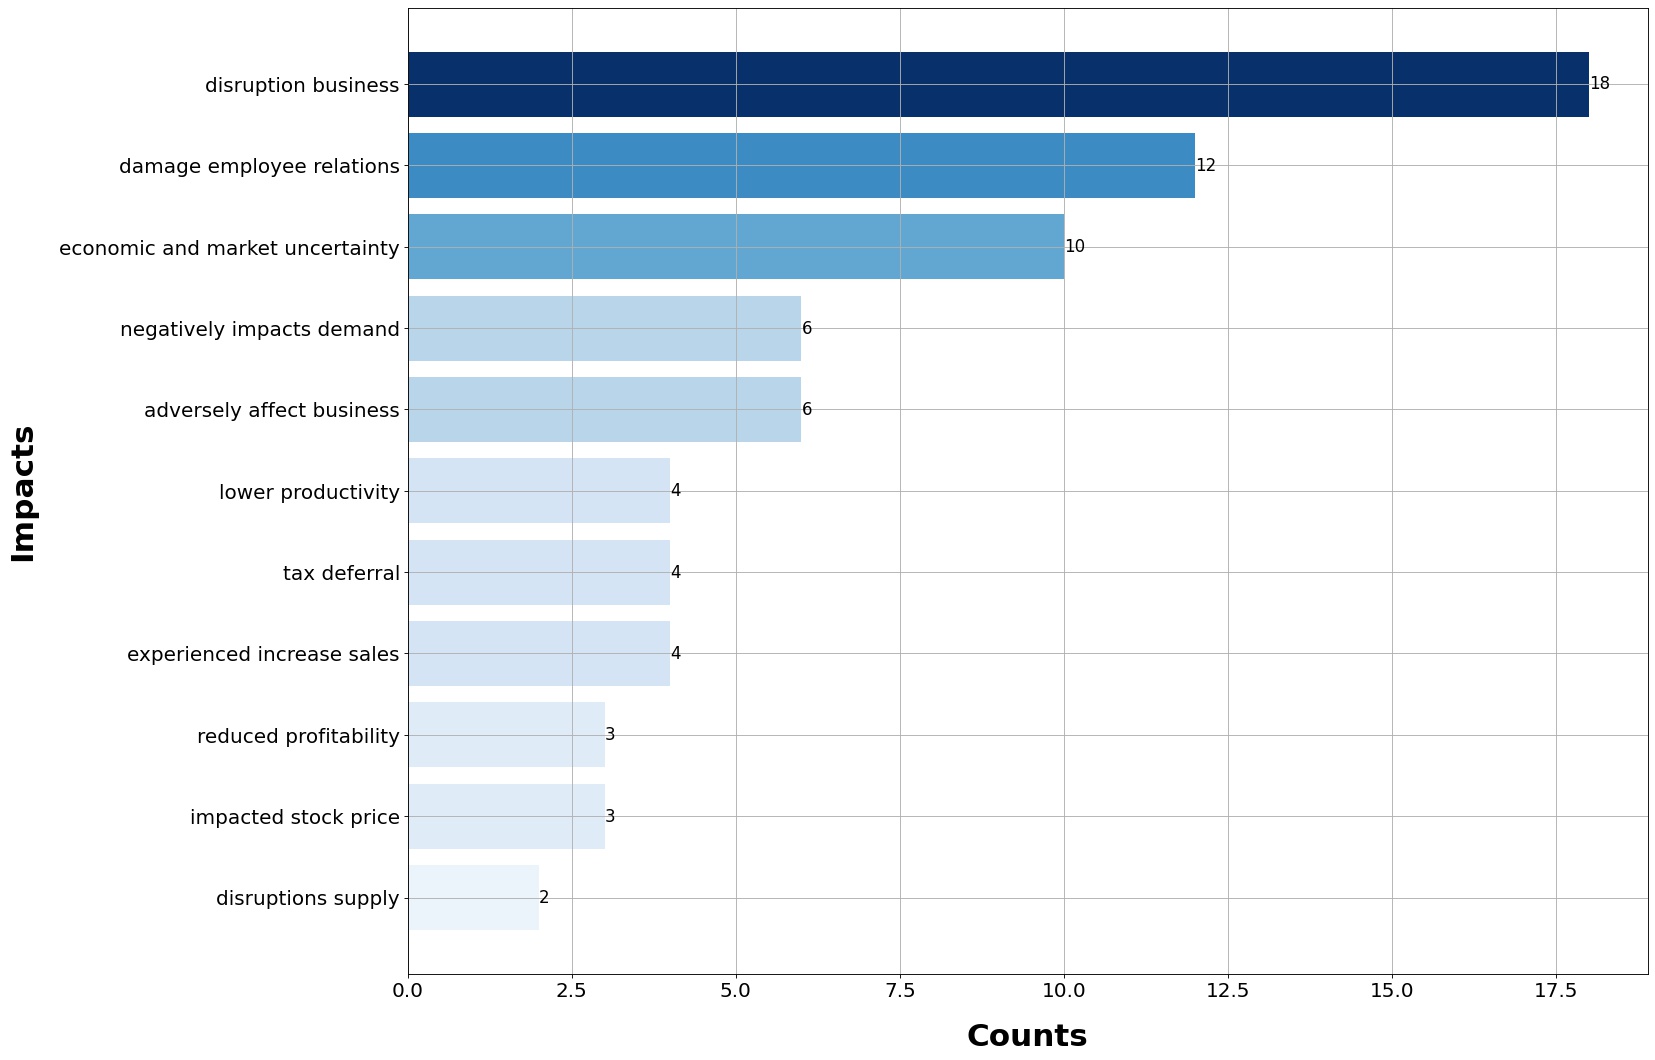 Impacts
disruption business 18
damage employee relations 12
economic and market uncertainty 10
negatively impacts demand 6
adversely affect business 6
lower productivity 4
tax deferral 4
experienced increase sales 4
reduced profitability 3
impacted stock price 3
disruptions supply 2
0.0 2.5 5.0 7.5 10.0 12.5 15.0 17.5
Counts